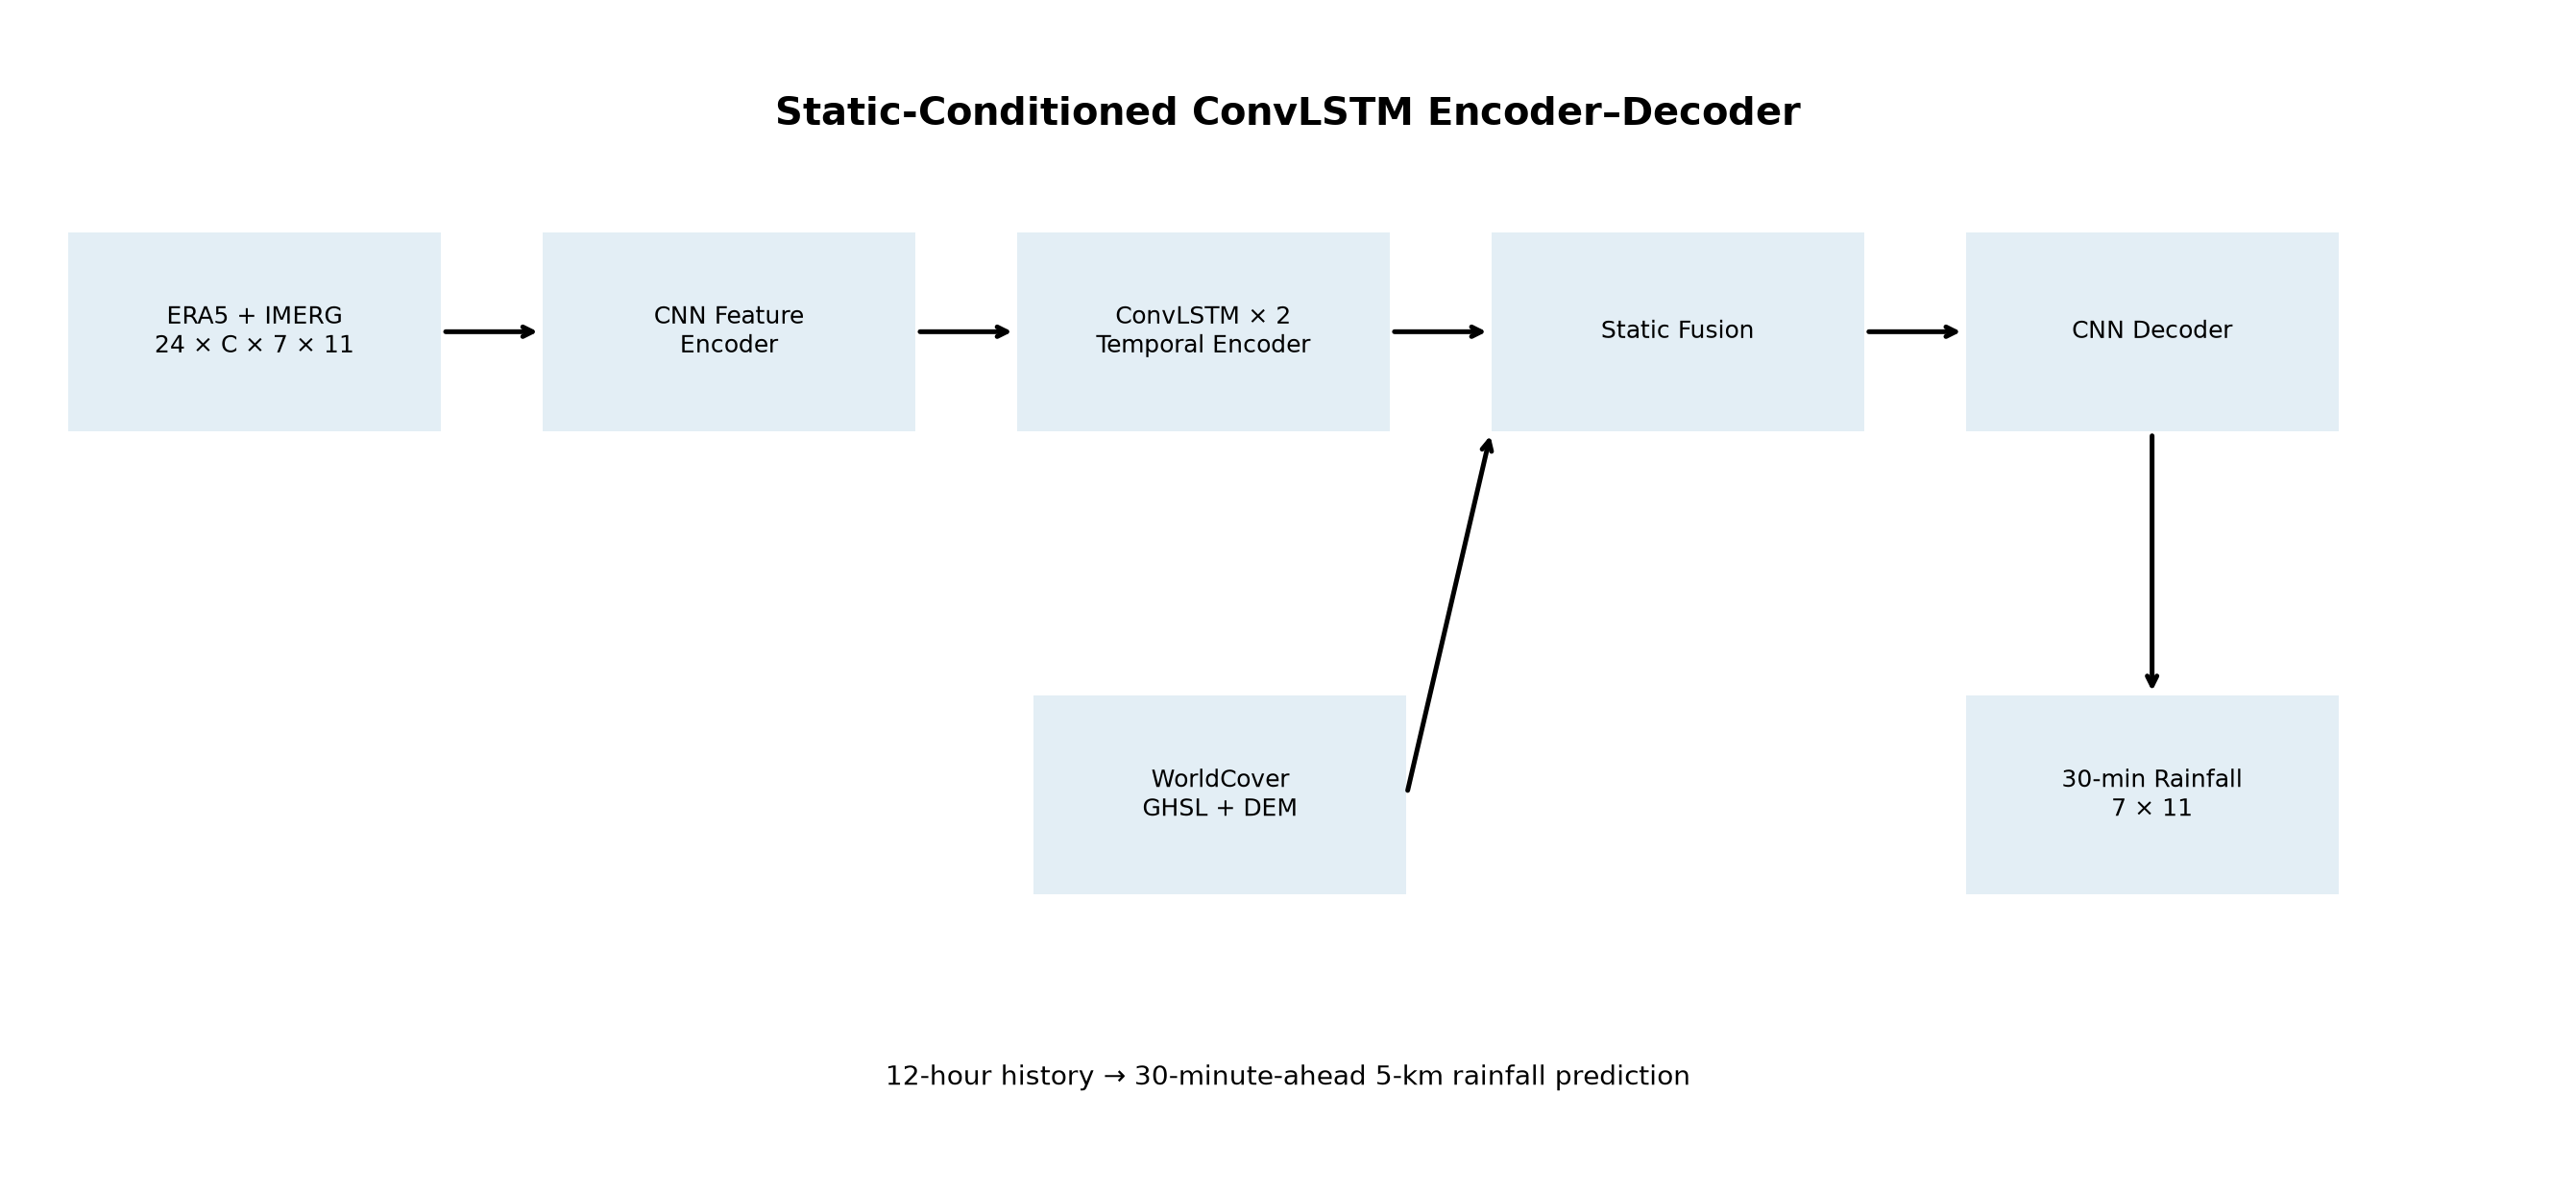 Static-Conditioned ConvLSTM Encoder–Decoder
ERA5 + IMERG
24 × C × 7 × 11
CNN Feature
Encoder
ConvLSTM × 2
Temporal Encoder
Static Fusion
CNN Decoder
WorldCover
GHSL + DEM
30-min Rainfall
7 × 11
12-hour history → 30-minute-ahead 5-km rainfall prediction